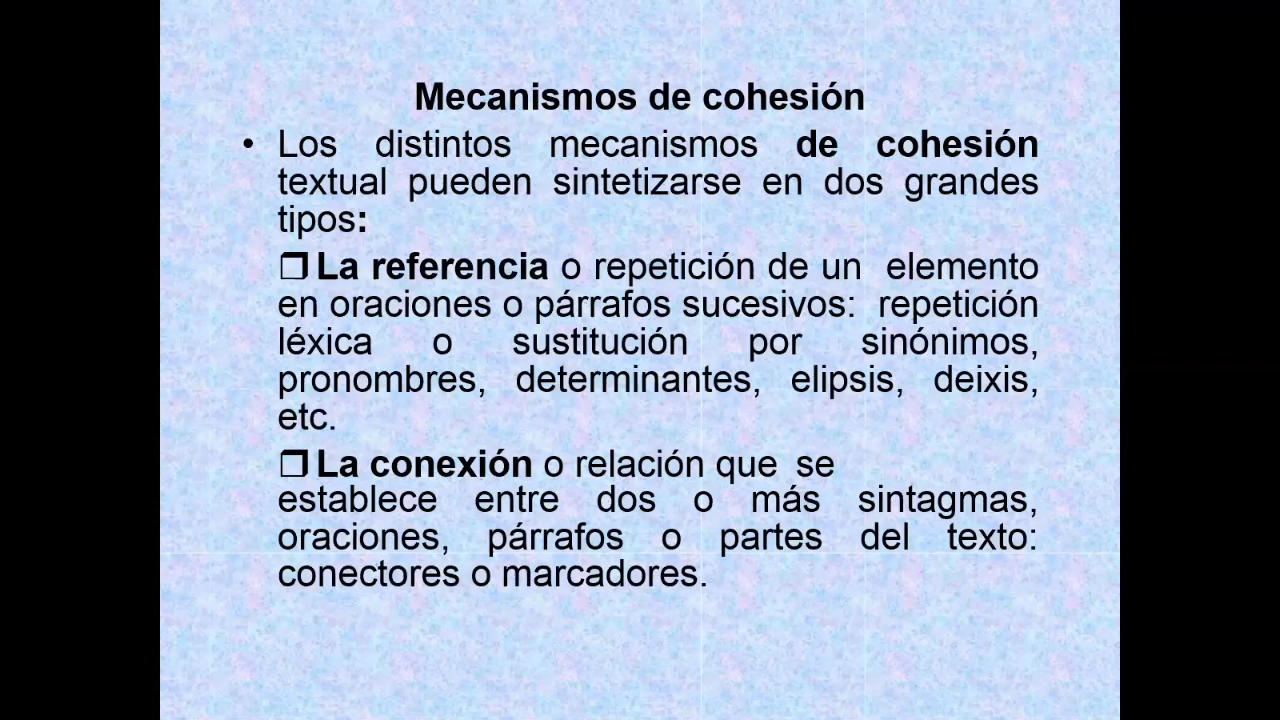 Mecanismos de cohesión
• Los distintos mecanismos de cohesión
textual pueden sintetizarse en dos grandes
tipos:
❒La referencia o repetición de un elemento
en oraciones o párrafos sucesivos: repetición
léxica o sustitución por sinónimos,
pronombres, determinantes, elipsis, deixis,
etc.
❒La conexión o relación que se
establece entre dos o más sintagmas,
oraciones, párrafos o partes del texto:
conectores o marcadores.